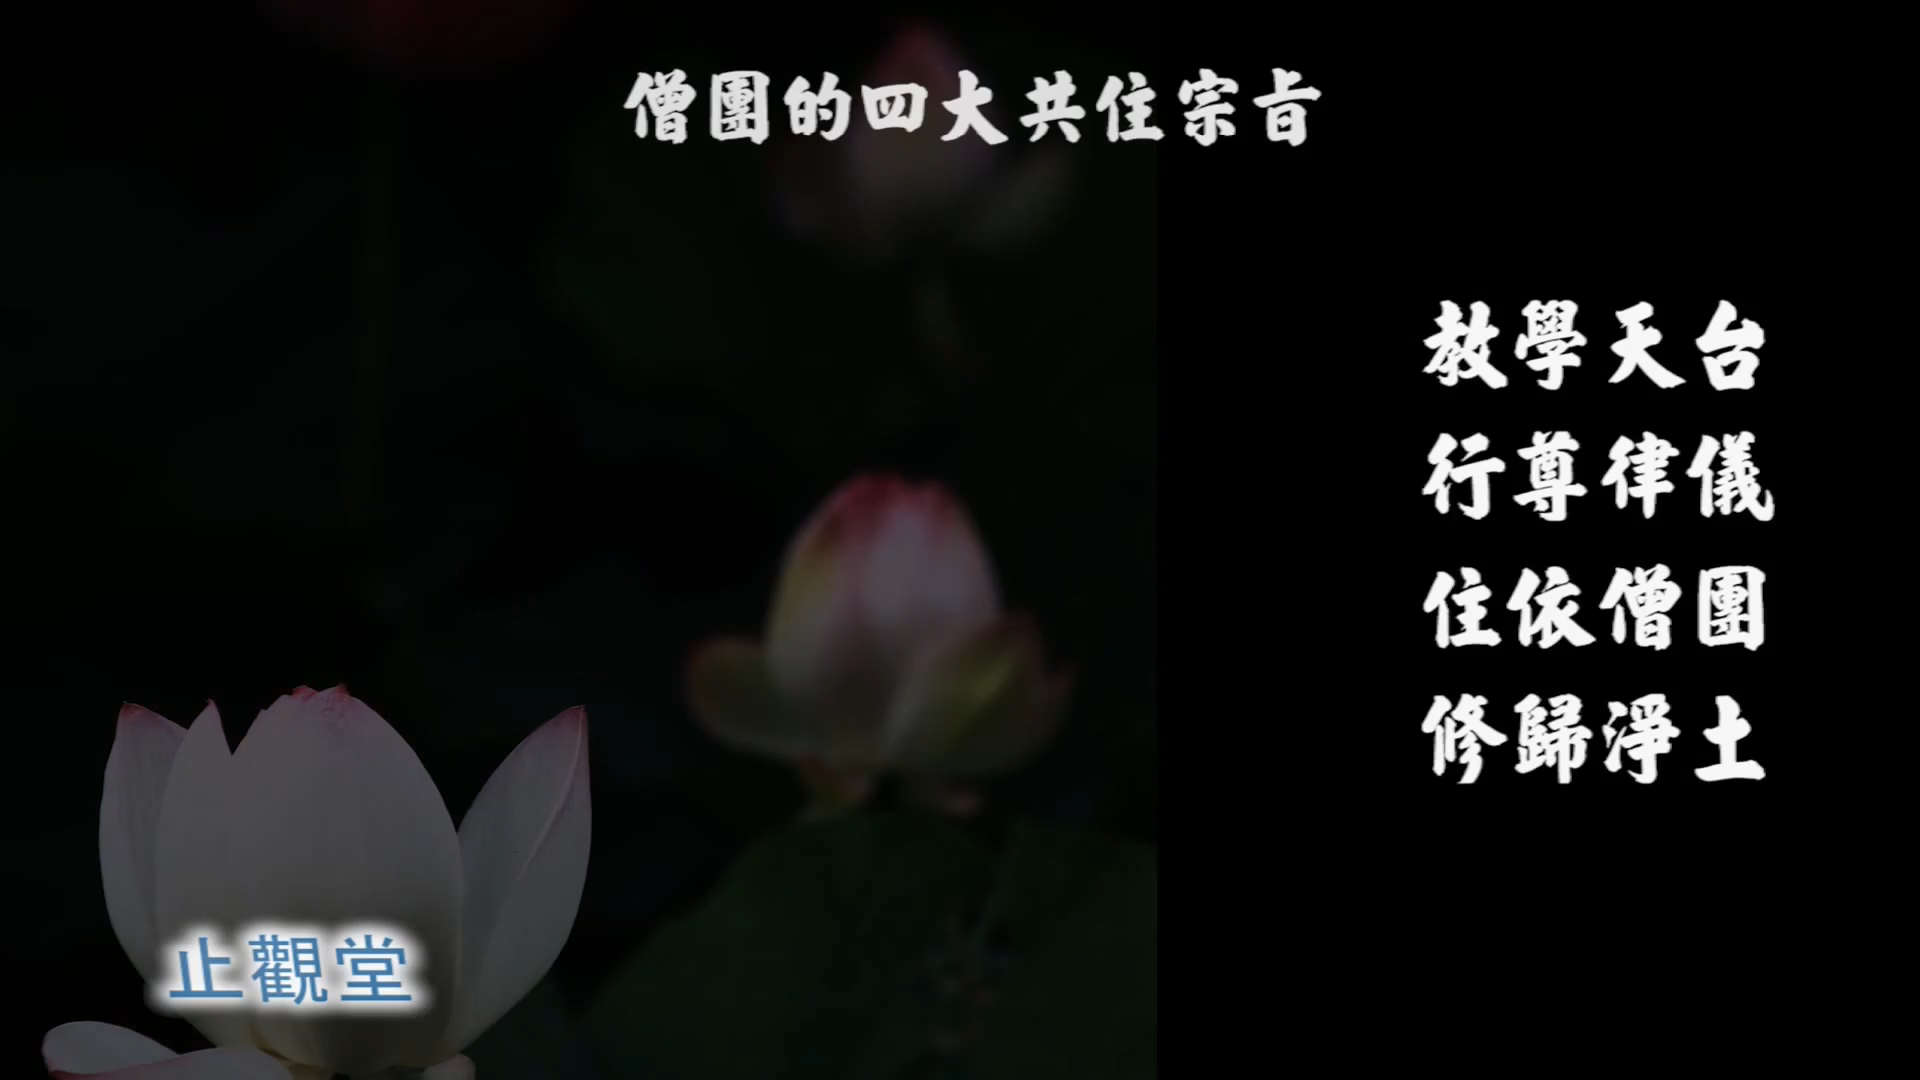 僧團的四大共住宗旨
教學天台
行尊律儀
住依僧團
修歸淨土
止觀堂